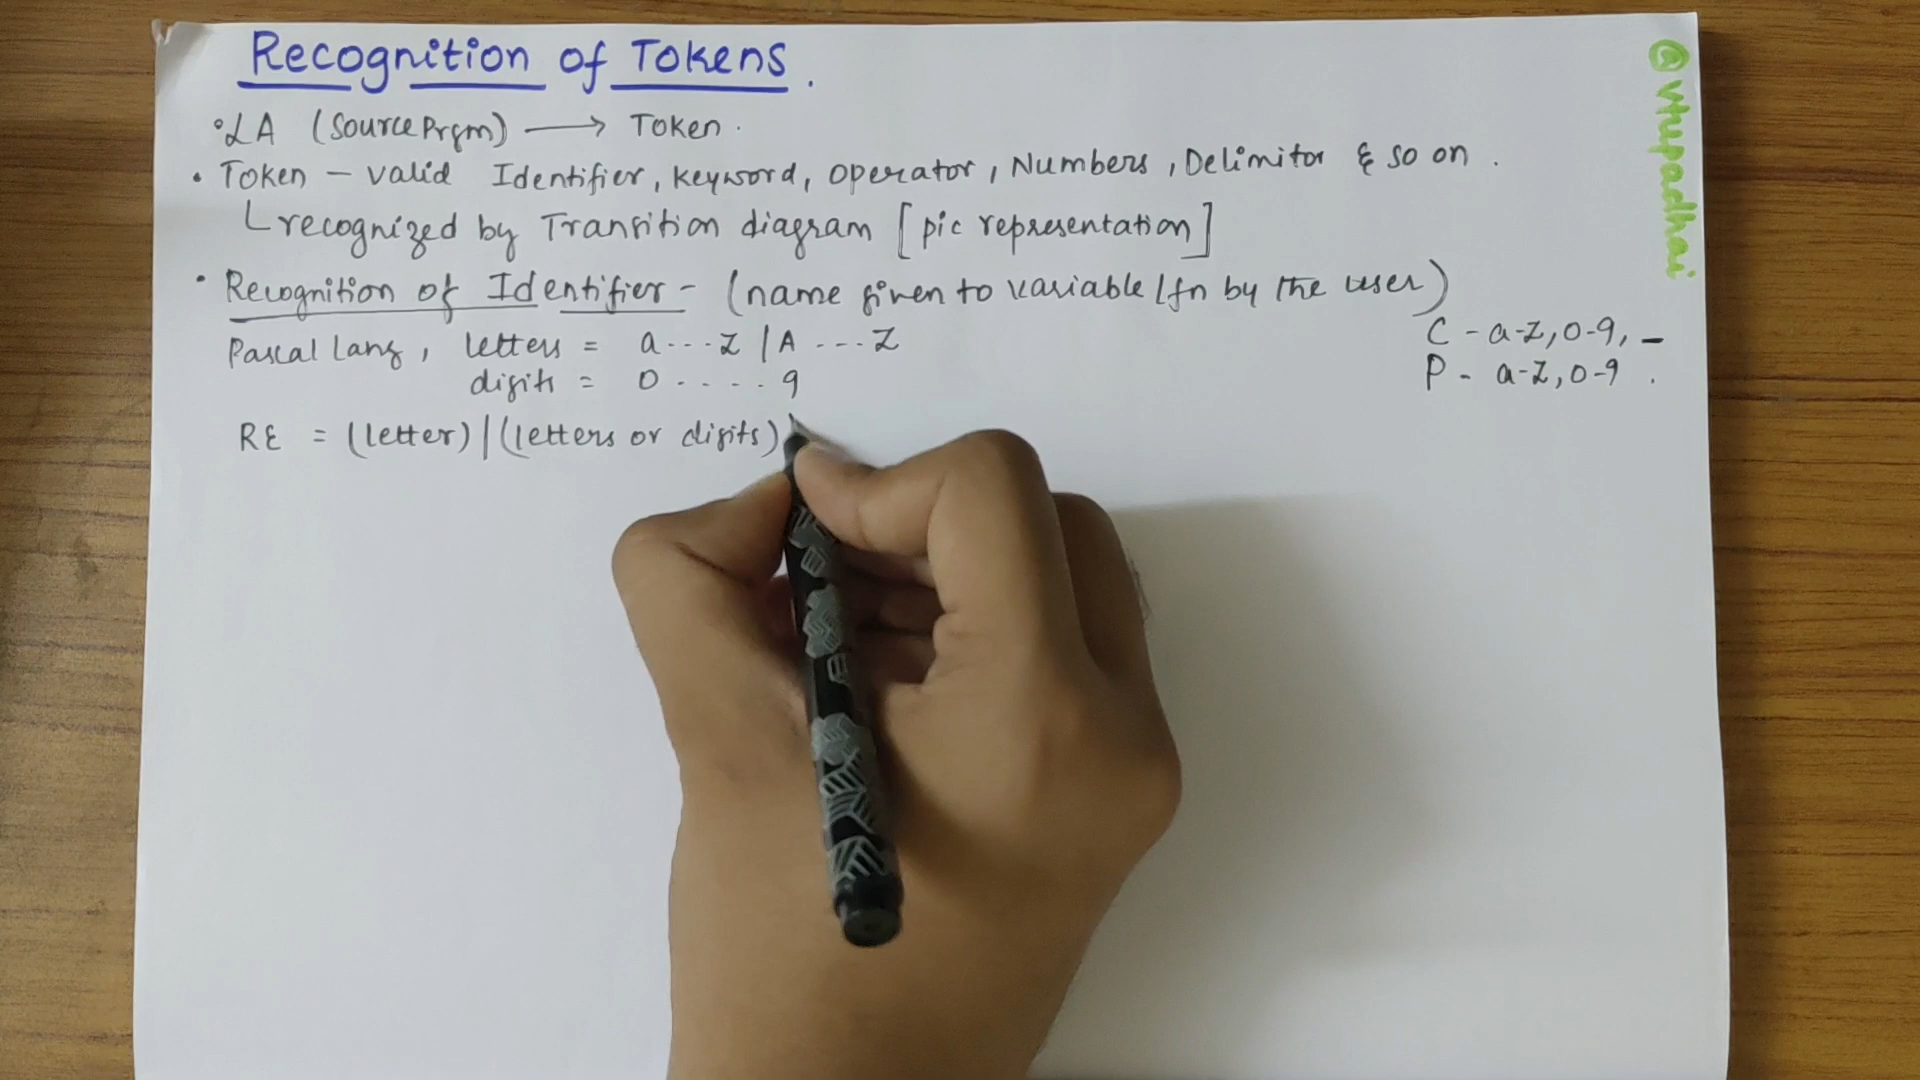 Recognition of Tokens.
• LA (Source Prgm) → Token.
• Token – valid Identifier, keyword, operator, Numbers, Delimitor & so on.
recognized by Transition diagram [pic representation]
• Recognition of Identifier – (name given to variable/fn by the user)
Pascal lang, letters = a---z | A ---Z
digits = 0.....9
C – a-z, 0-9, _
P – a-z, 0-9.
RE = (letter)|(letters or digits)
@vtupadhai